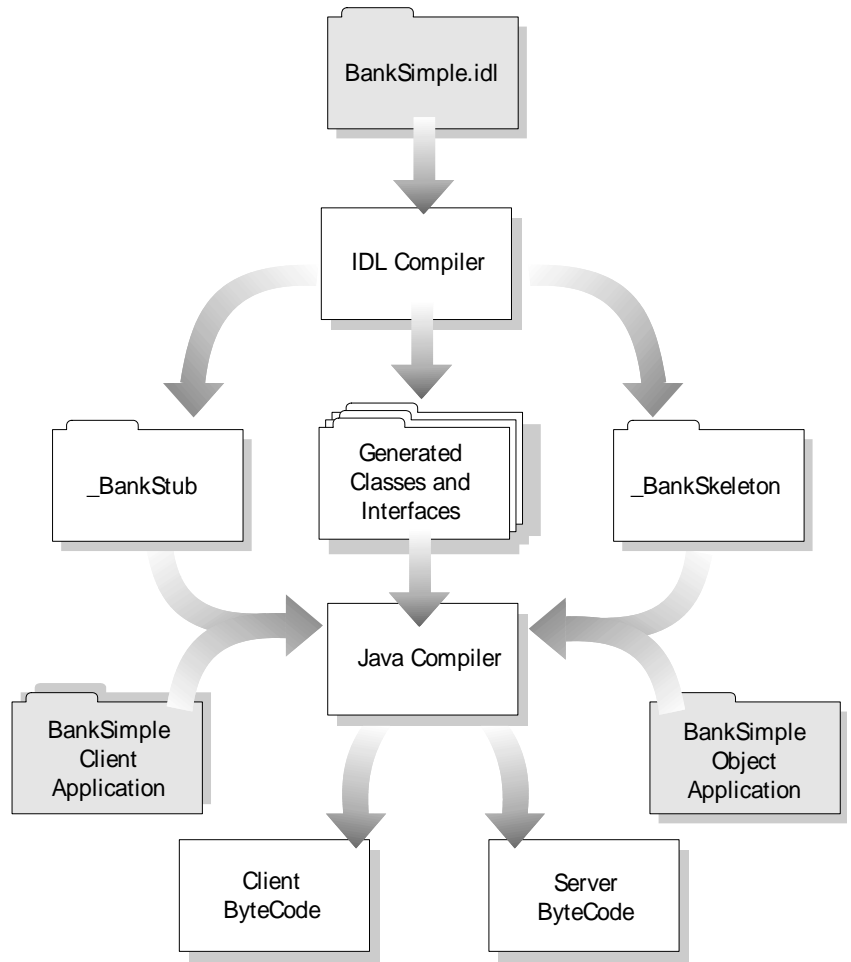 BankSimple.idl
IDL Compiler
_BankStub
Generated
Classes and
Interfaces
_BankSkeleton
Java Compiler
BankSimple
Client
Application
BankSimple
Object
Application
Client
ByteCode
Server
ByteCode